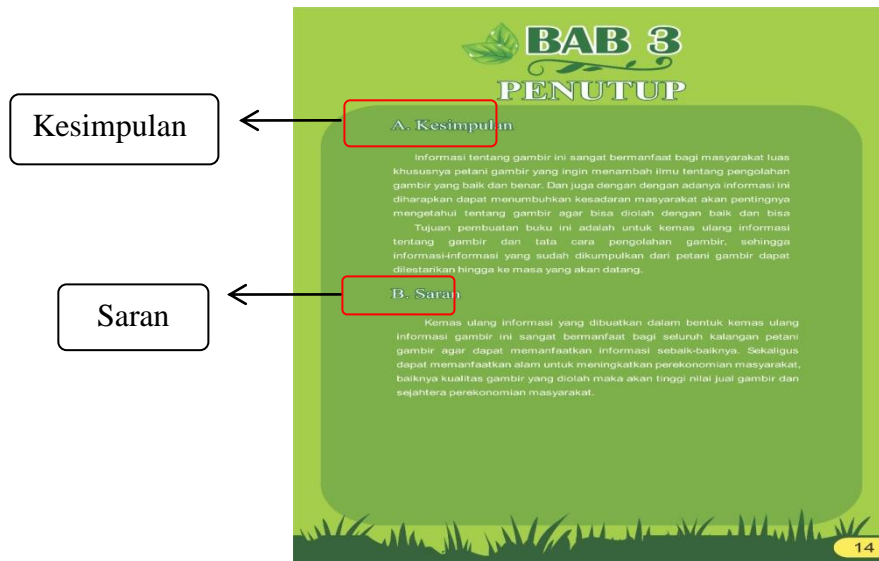 BAB 3
PENUTUP
Kesimpulan
A. Kesimpulan
Informasi tentang gambir ini sangat bermanfaat bagi masyarakat luas
khususnya petani gambir yang ingin menambah ilmu tentang pengolahan
gambir yang baik dan benar. Dan juga dengan dengan adanya informasi ini
diharapkan dapat menumbuhkan kesadaran masyarakat akan pentingnya
mengetahui tentang gambir agar bisa diolah dengan baik dan bisa
Tujuan pembuatan buku ini adalah untuk kemas ulang informasi
tentang gambir dan tata cara pengolahan gambir, sehingga
informasi-informasi yang sudah dikumpulkan dari petani gambir dapat
dilestarikan hingga ke masa yang akan datang.
Saran
B. Saran
Kemas ulang informasi yang dibuatkan dalam bentuk kemas ulang
informasi gambir ini sangat bermanfaat bagi seluruh kalangan petani
gambir agar dapat memanfaatkan informasi sebaik-baiknya. Sekaligus
dapat memanfaatkan alam untuk meningkatkan perekonomian masyarakat,
baiknya kualitas gambir yang diolah maka akan tinggi nilai jual gambir dan
sejahtera perekonomian masyarakat.
14